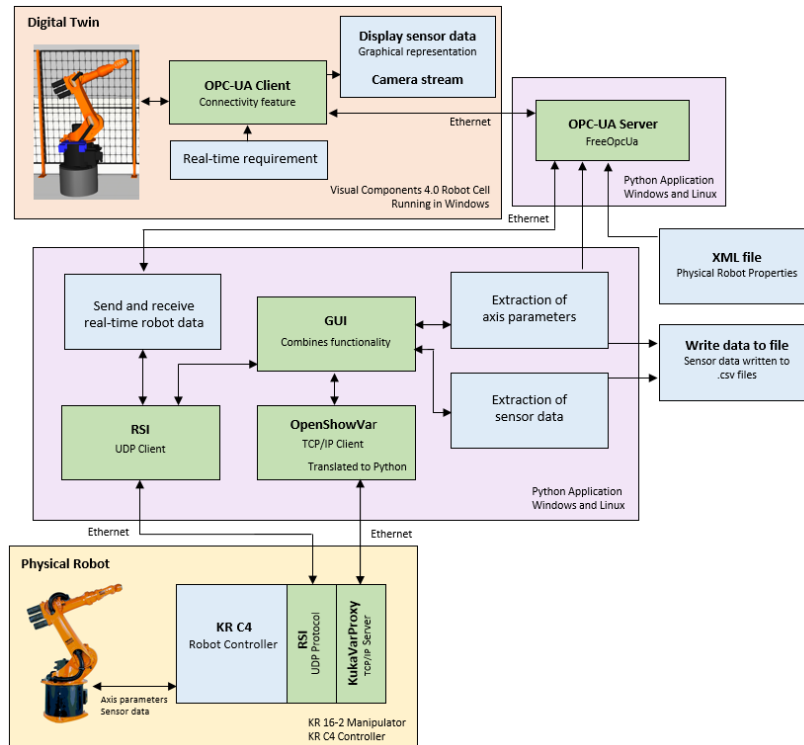 Digital Twin
OPC-UA Client
Connectivity feature
Display sensor data
Graphical representation
Camera stream
Real-time requirement
Visual Components 4.0 Robot Cell
Running in Windows
Ethernet
OPC-UA Server
FreeOpcUa
Python Application
Windows and Linux
Ethernet
XML file
Physical Robot Properties
Send and receive
real-time robot data
GUI
Combines functionality
Extraction of
axis parameters
Write data to file
Sensor data written to
.csv files
RSI
UDP Client
OpenShowVar
TCP/IP Client
Translated to Python
Extraction of
sensor data
Python Application
Windows and Linux
Ethernet
Ethernet
Physical Robot
KR C4
Robot Controller
RSI
UDP Protocol
KukaVarProxy
TCP/IP Server
Axis parameters
Sensor data
KR 16-2 Manipulator
KR C4 Controller